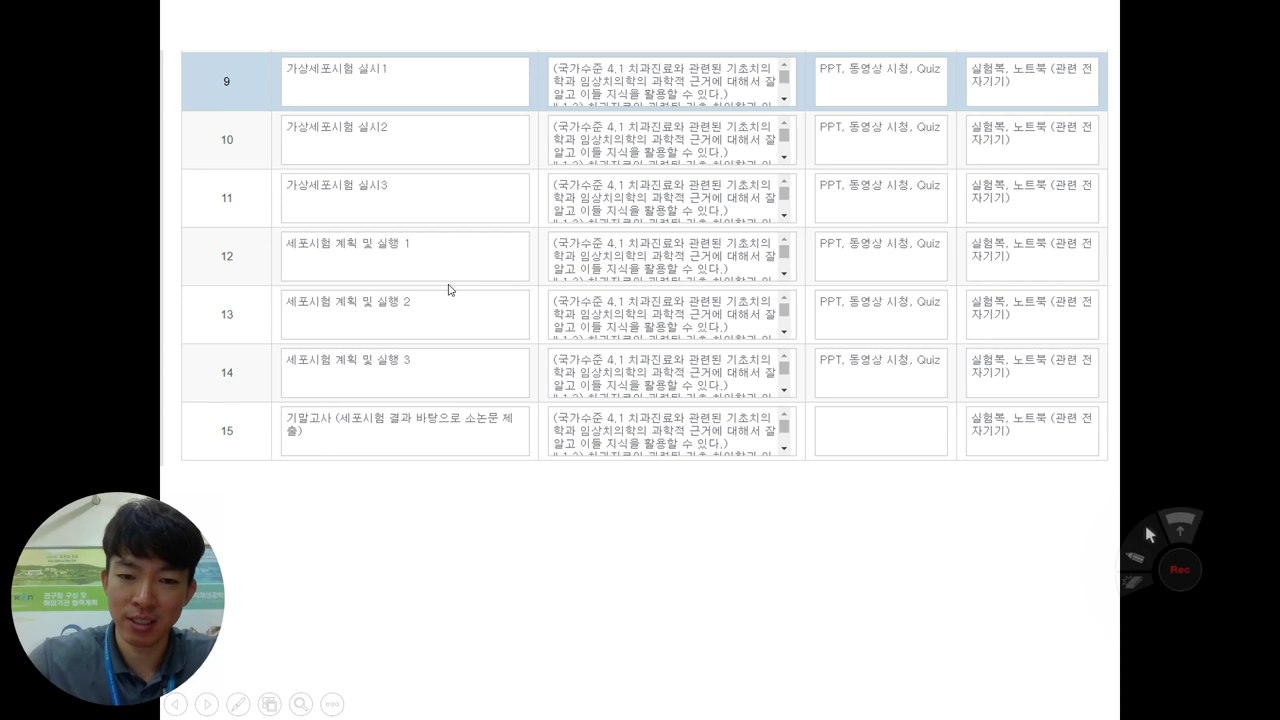 9
가상세포시험 실시1
(국가수준 4.1 치과진료와 관련된 기초치의
학과 임상치의학의 과학적 근거에 대해서 잘
알고 이들 지식을 활용할 수 있다.)
PPT, 동영상 시청, Quiz
실험복, 노트북 (관련 전
자기기)
10
가상세포시험 실시2
(국가수준 4.1 치과진료와 관련된 기초치의
학과 임상치의학의 과학적 근거에 대해서 잘
알고 이들 지식을 활용할 수 있다.)
PPT, 동영상 시청, Quiz
실험복, 노트북 (관련 전
자기기)
11
가상세포시험 실시3
(국가수준 4.1 치과진료와 관련된 기초치의
학과 임상치의학의 과학적 근거에 대해서 잘
알고 이들 지식을 활용할 수 있다.)
PPT, 동영상 시청, Quiz
실험복, 노트북 (관련 전
자기기)
12
세포시험 계획 및 실행 1
(국가수준 4.1 치과진료와 관련된 기초치의
학과 임상치의학의 과학적 근거에 대해서 잘
알고 이들 지식을 활용할 수 있다.)
PPT, 동영상 시청, Quiz
실험복, 노트북 (관련 전
자기기)
13
세포시험 계획 및 실행 2
(국가수준 4.1 치과진료와 관련된 기초치의
학과 임상치의학의 과학적 근거에 대해서 잘
알고 이들 지식을 활용할 수 있다.)
PPT, 동영상 시청, Quiz
실험복, 노트북 (관련 전
자기기)
14
세포시험 계획 및 실행 3
(국가수준 4.1 치과진료와 관련된 기초치의
학과 임상치의학의 과학적 근거에 대해서 잘
알고 이들 지식을 활용할 수 있다.)
PPT, 동영상 시청, Quiz
실험복, 노트북 (관련 전
자기기)
15
기말고사 (세포시험 결과 바탕으로 소논문 제
출)
(국가수준 4.1 치과진료와 관련된 기초치의
학과 임상치의학의 과학적 근거에 대해서 잘
알고 이들 지식을 활용할 수 있다.)
실험복, 노트북 (관련 전
자기기)
Rec
연구팀 구성 및